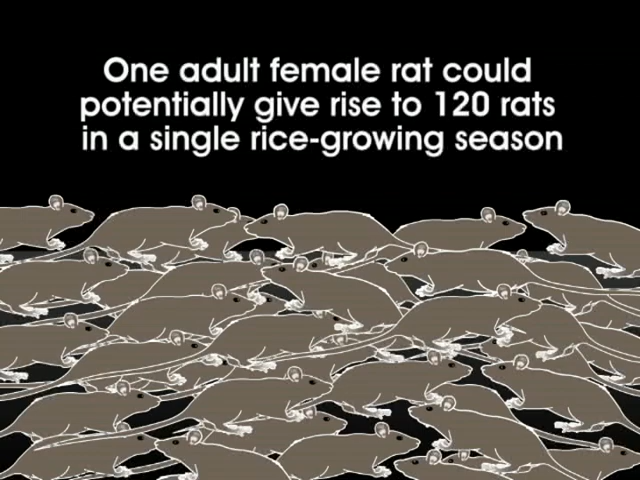 One adult female rat could
potentially give rise to 120 rats
in a single rice-growing season